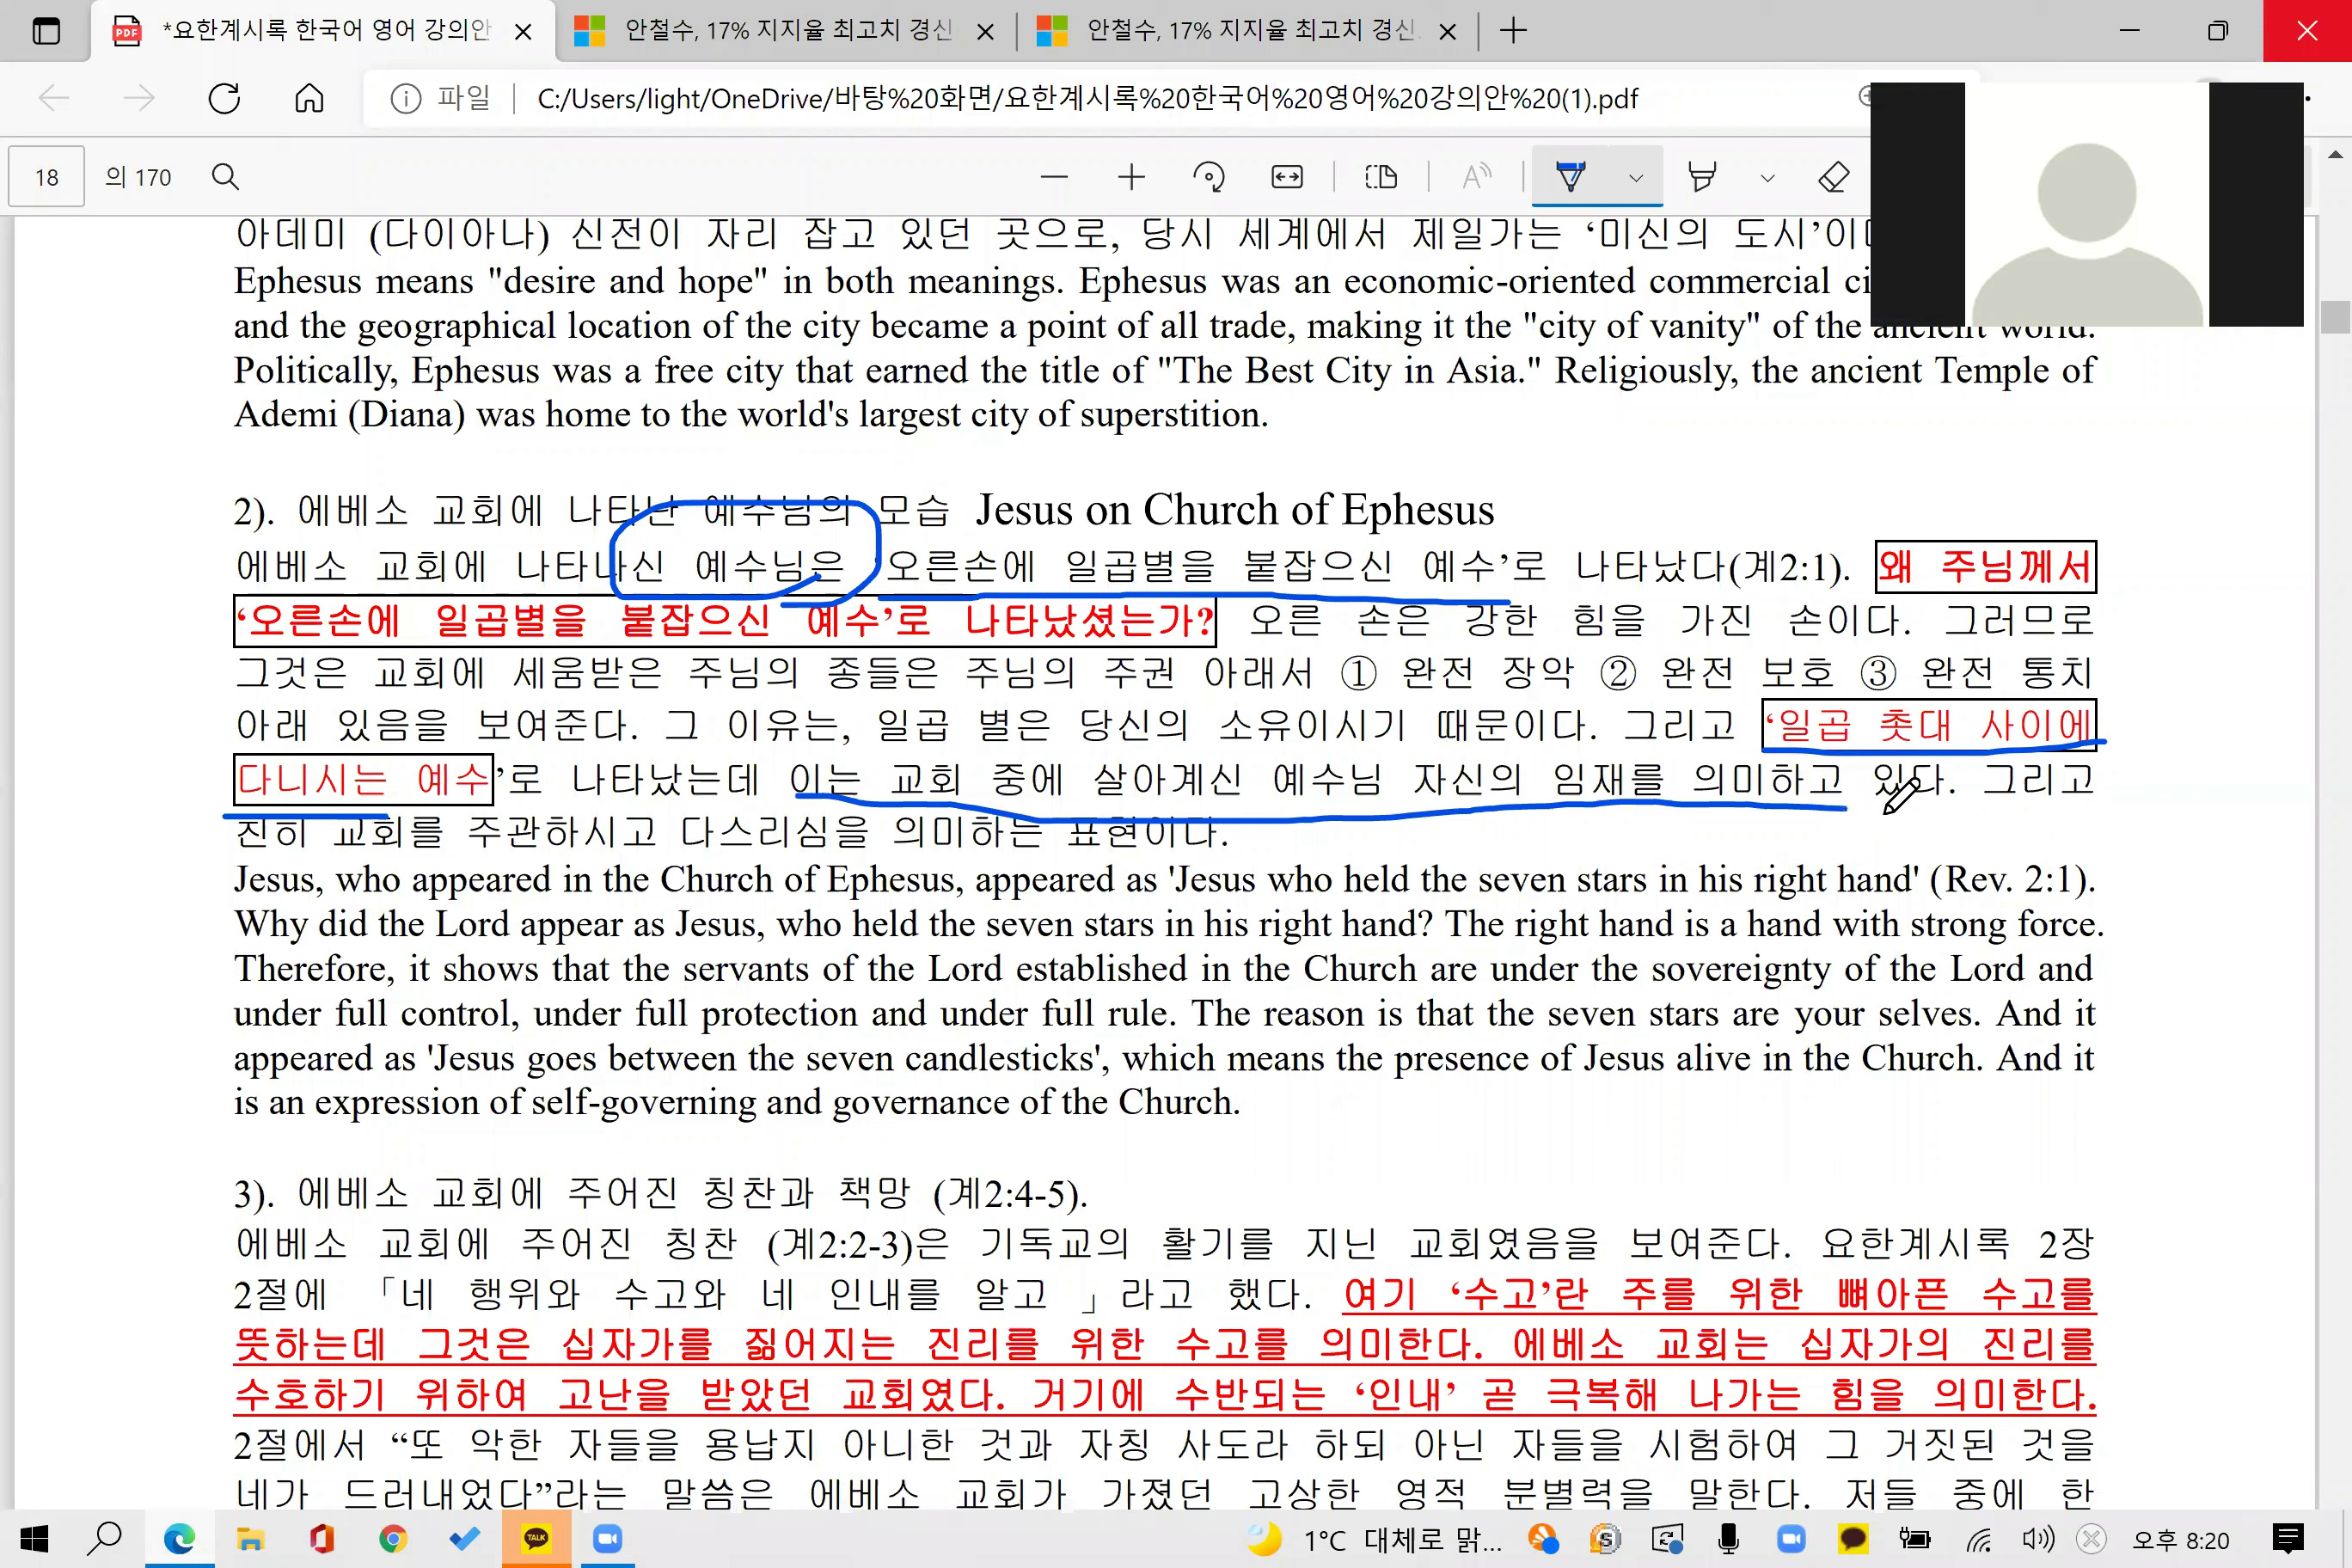 *요한계시록 한국어 영어 강의안
안철수, 17% 지지율 최고치 경신
안철수, 17% 지지율 최고치 경신
파일 C:/Users/light/OneDrive/바탕%20화면/요한계시록%20한국어%20영어%20강의안%20(1).pdf
18 의 170
아데미 (다이아나) 신전이 자리 잡고 있던 곳으로, 당시 세계에서 제일가는 ‘미신의 도시’이
Ephesus means "desire and hope" in both meanings. Ephesus was an economic-oriented commercial
and the geographical location of the city became a point of all trade, making it the "city of vanity" of the ancient world.
Politically, Ephesus was a free city that earned the title of "The Best City in Asia." Religiously, the ancient Temple of
Ademi (Diana) was home to the world's largest city of superstition.
2). 에베소 교회에 나타난 예수님의 모습 Jesus on Church of Ephesus
에베소 교회에 나타나신 예수님은 ‘오른손에 일곱별을 붙잡으신 예수’로 나타났다(계2:1). 왜 주님께서
‘오른손에 일곱별을 붙잡으신 예수’로 나타났셨는가? 오른 손은 강한 힘을 가진 손이다. 그러므로
그것은 교회에 세움받은 주님의 종들은 주님의 주권 아래서 ① 완전 장악 ② 완전 보호 ③ 완전 통치
아래 있음을 보여준다. 그 이유는, 일곱 별은 당신의 소유이시기 때문이다. 그리고 ‘일곱 촛대 사이에
다니시는 예수’로 나타났는데 이는 교회 중에 살아계신 예수님 자신의 임재를 의미하고 있다. 그리고
친히 교회를 주관하시고 다스리심을 의미하는 표현이다.
Jesus, who appeared in the Church of Ephesus, appeared as 'Jesus who held the seven stars in his right hand' (Rev. 2:1).
Why did the Lord appear as Jesus, who held the seven stars in his right hand? The right hand is a hand with strong force.
Therefore, it shows that the servants of the Lord established in the Church are under the sovereignty of the Lord and
under full control, under full protection and under full rule. The reason is that the seven stars are your selves. And it
appeared as 'Jesus goes between the seven candlesticks', which means the presence of Jesus alive in the Church. And it
is an expression of self-governing and governance of the Church.
3). 에베소 교회에 주어진 칭찬과 책망 (계2:4-5).
에베소 교회에 주어진 칭찬 (계2:2-3)은 기독교의 활기를 지닌 교회였음을 보여준다. 요한계시록 2장
2절에 「네 행위와 수고와 네 인내를 알고 」라고 했다. 여기 ‘수고’란 주를 위한 뼈아픈 수고를
뜻하는데 그것은 십자가를 짊어지는 진리를 위한 수고를 의미한다. 에베소 교회는 십자가의 진리를
수호하기 위하여 고난을 받았던 교회였다. 거기에 수반되는 ‘인내’ 곧 극복해 나가는 힘을 의미한다.
2절에서 “또 악한 자들을 용납지 아니한 것과 자칭 사도라 하되 아닌 자들을 시험하여 그 거짓된 것을
네가 드러내었다”라는 말씀은 에베소 교회가 가졌던 고상한 영적 분별력을 말한다. 저들 중에 한
TALK
1°C 대체로 맑...
오후 8:20